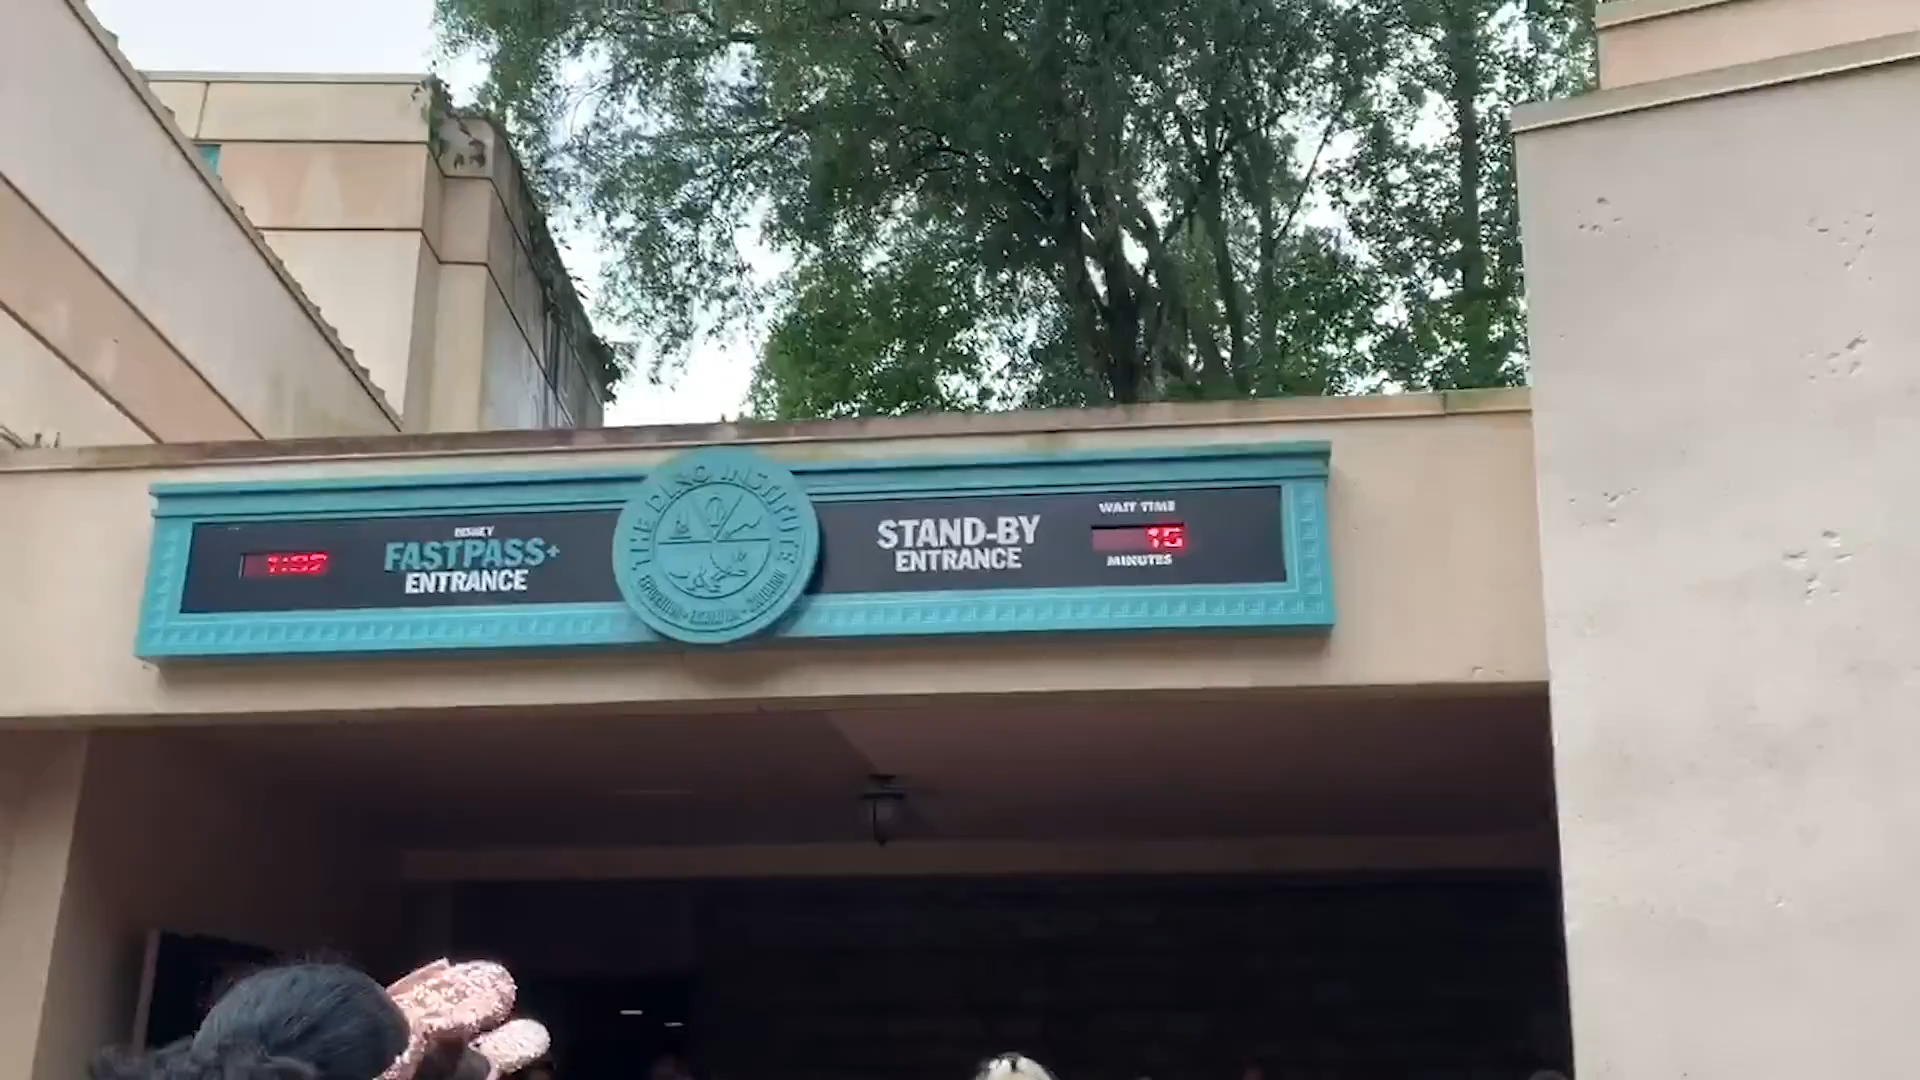 DISNEY
FASTPASS+
ENTRANCE
THE DINO INSTITUTE
STAND-BY
ENTRANCE
WAIT TIME
15
MINUTES